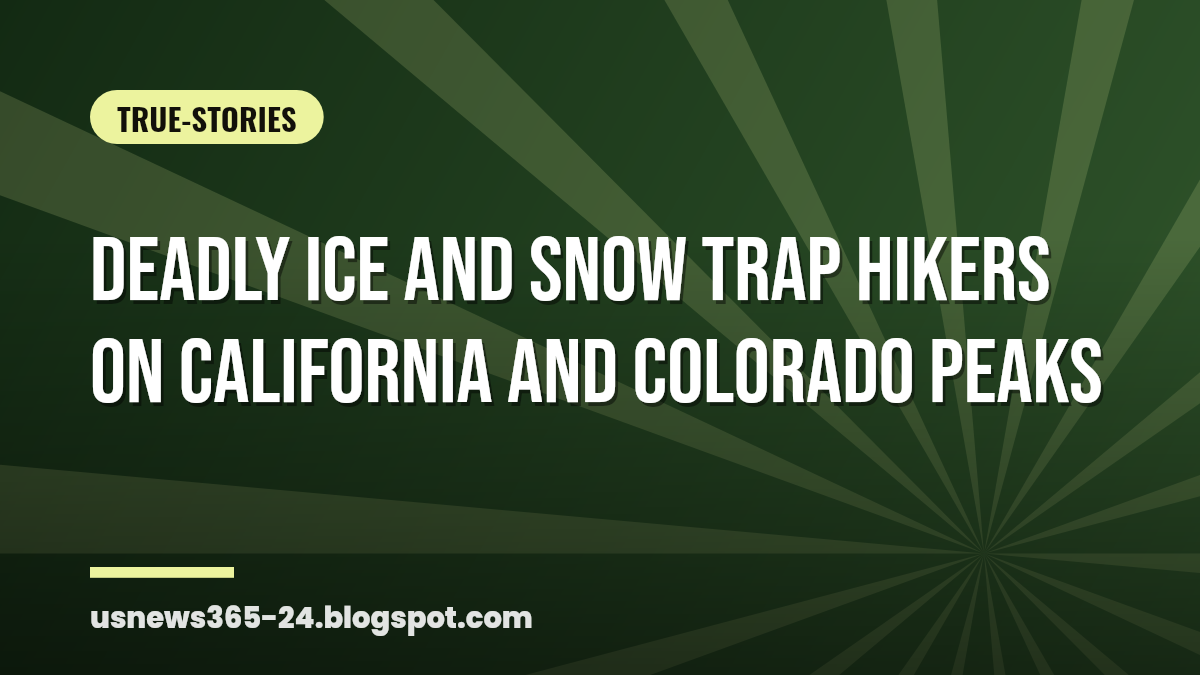 TRUE-STORIES
DEADLY ICE AND SNOW TRAP HIKERS
ON CALIFORNIA AND COLORADO PEAKS
usnews365-24.blogspot.com